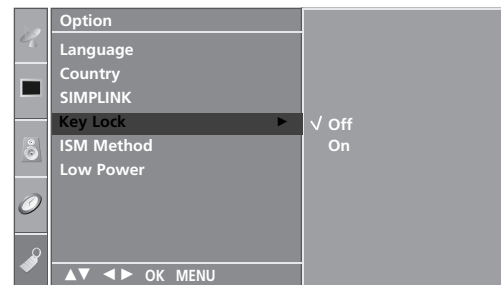 Option
Language
Country
SIMPLINK
Key Lock ►
ISM Method
Low Power
√ Off
On
▲▼ ◄► OK MENU